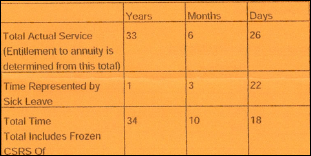 Years Months Days
Total Actual Service 33 6 26
(Entitlement to annuity is
determined from this total)
Time Represented by 1 3 22
Sick Leave
Total Time 34 10 18
Total Includes Frozen
CSRS Of